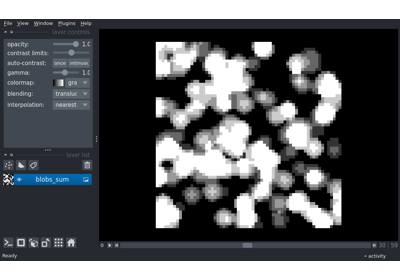 File View Window Plugins Help
layer controls
opacity: 1.0
contrast limits:
auto-contrast: once continuous
gamma: 1.0
colormap: gra
blending: transluc
interpolation: nearest
layer list
blobs_sum
0 30 59
Ready activity